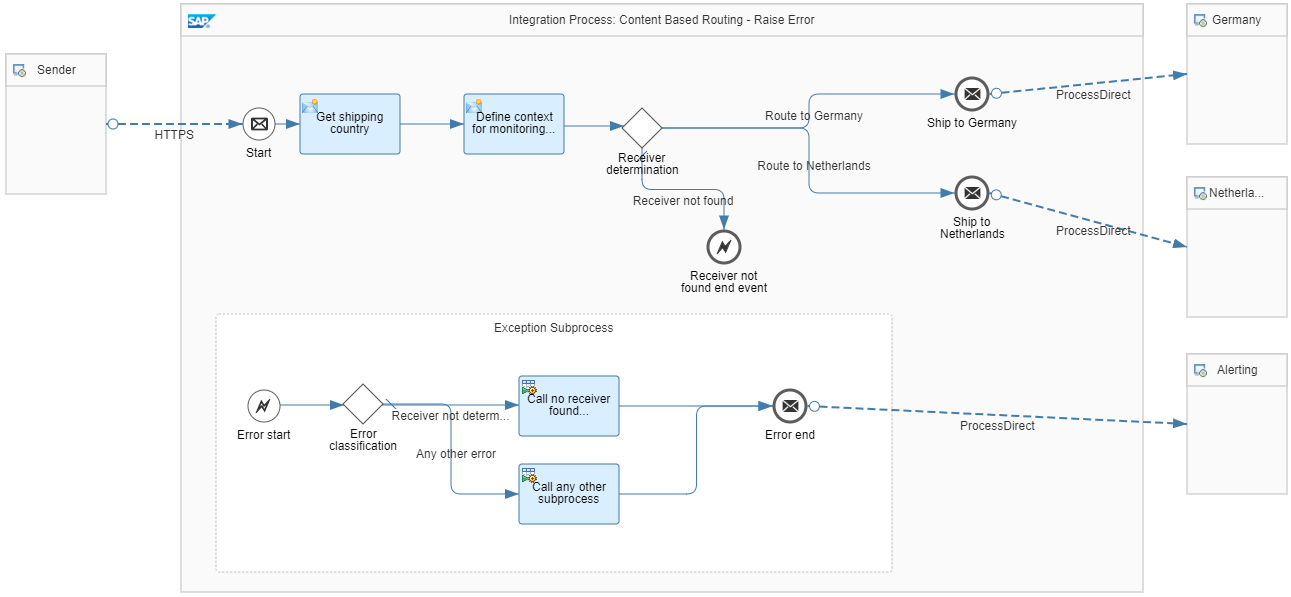 SAP
Integration Process: Content Based Routing - Raise Error
Germany
Sender
HTTPS
Start
Get shipping
country
Define context
for monitoring...
Receiver
determination
Route to Germany
Ship to Germany
ProcessDirect
Route to Netherlands
Ship to
Netherlands
ProcessDirect
Netherla...
Receiver not found
Receiver not
found end event
Exception Subprocess
Error start
Error
classification
Receiver not determ...
Any other error
Call no receiver
found...
Call any other
subprocess
Error end
ProcessDirect
Alerting